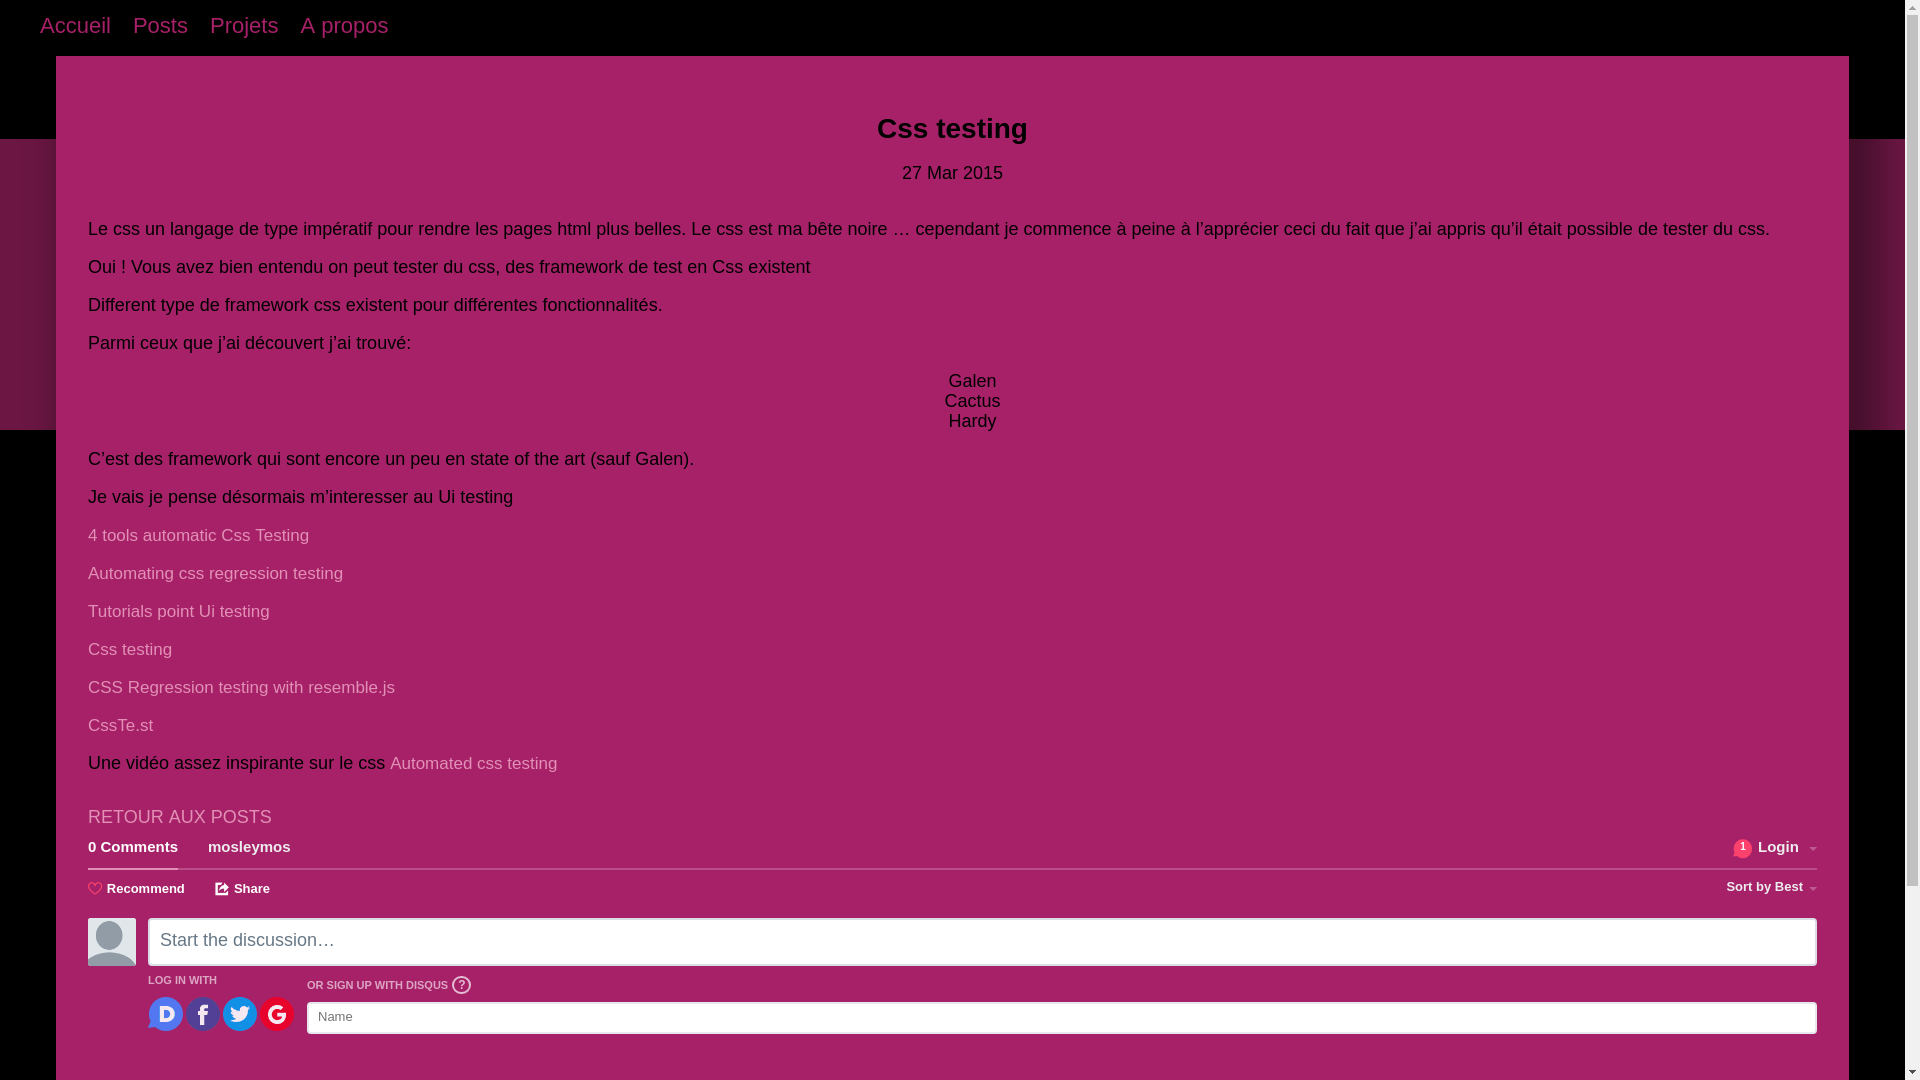 Accueil Posts Projets A propos
Css testing
27 Mar 2015
Le css un langage de type impératif pour rendre les pages html plus belles. Le css est ma bête noire … cependant je commence à peine à l’apprécier ceci du fait que j’ai appris qu’il était possible de tester du css.
Oui ! Vous avez bien entendu on peut tester du css, des framework de test en Css existent
Different type de framework css existent pour différentes fonctionnalités.
Parmi ceux que j’ai découvert j’ai trouvé:
Galen
Cactus
Hardy
C’est des framework qui sont encore un peu en state of the art (sauf Galen).
Je vais je pense désormais m’interesser au Ui testing
4 tools automatic Css Testing
Automating css regression testing
Tutorials point Ui testing
Css testing
CSS Regression testing with resemble.js
CssTe.st
Une vidéo assez inspirante sur le css Automated css testing
RETOUR AUX POSTS
0 Comments mosleymos 1 Login
Recommend Share Sort by Best
Start the discussion…
LOG IN WITH
OR SIGN UP WITH DISQUS ?
D f G
Name